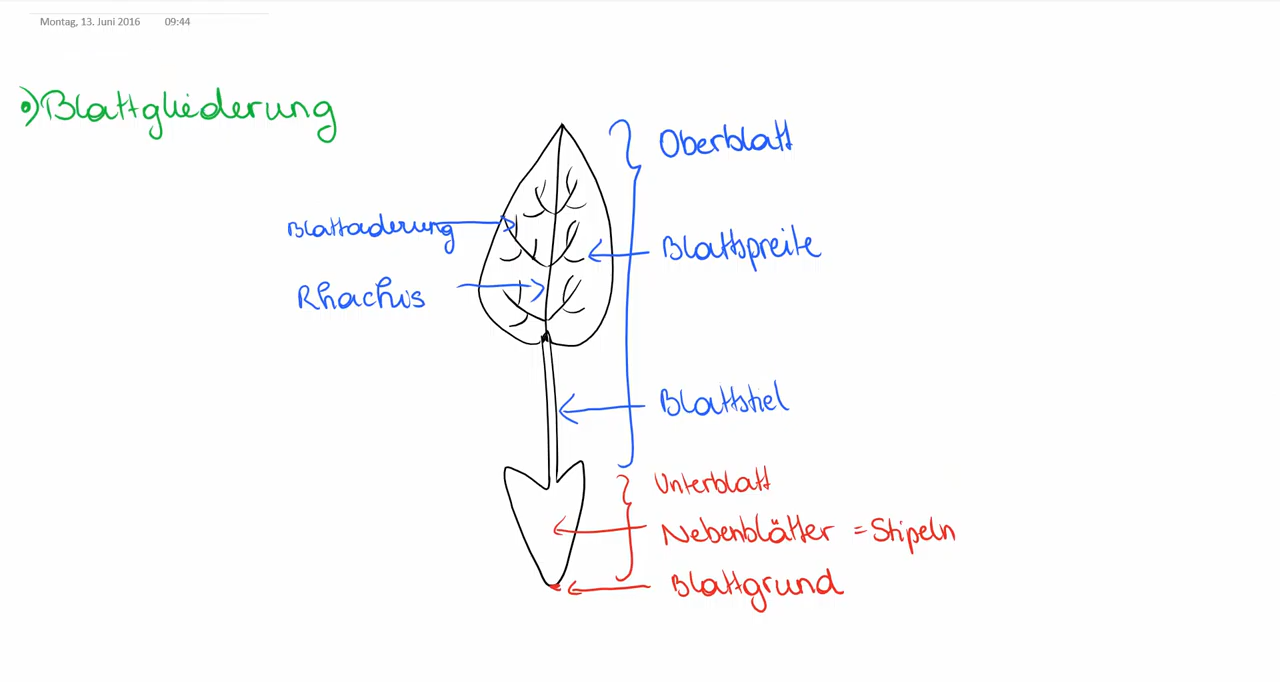 Montag, 13. Juni 2016 09:44
•) Blattgliederung
Oberblatt
Blattaderung
Blattspreite
Rhachis
Blattstiel
Unterblatt
Nebenblätter = Stipeln
Blattgrund